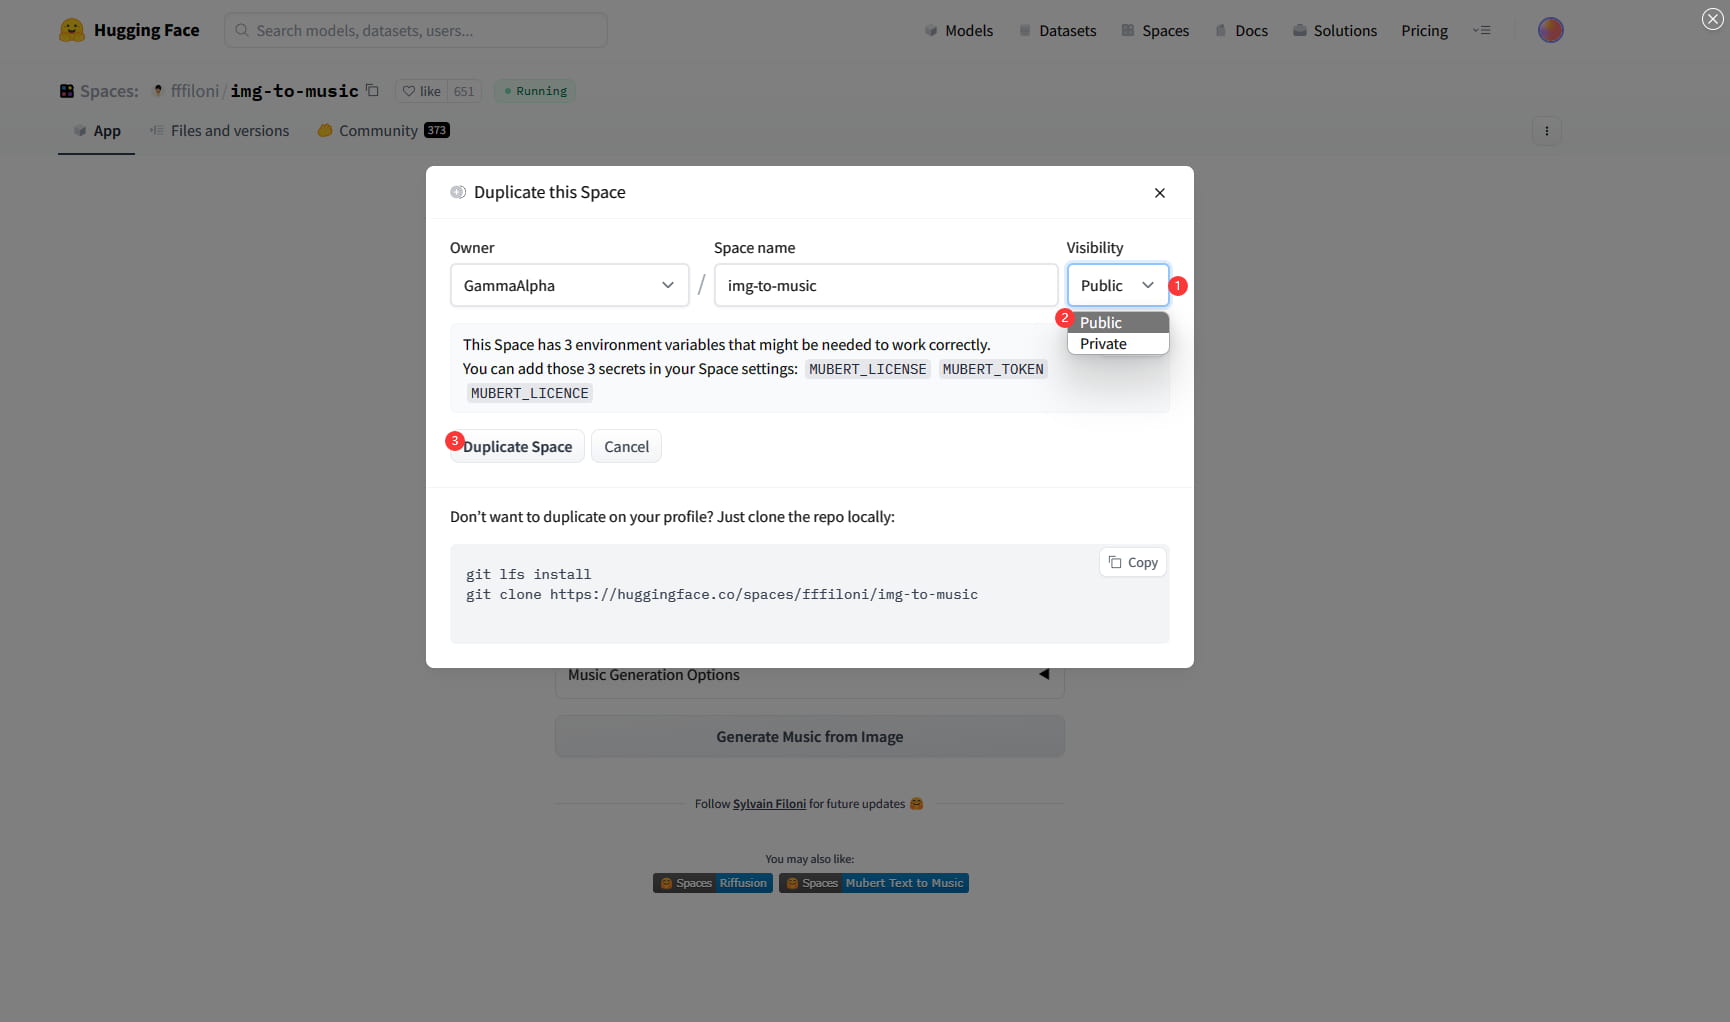 Hugging Face
Search models, datasets, users...
Models
Datasets
Spaces
Docs
Solutions
Pricing
Spaces: fffiloni/img-to-music
like 651
Running
App
Files and versions
Community 373
Duplicate this Space
Owner
Space name
Visibility
GammaAlpha
/
img-to-music
Public
1
2
Public
Private
This Space has 3 environment variables that might be needed to work correctly.
You can add those 3 secrets in your Space settings: MUBERT_LICENSE MUBERT_TOKEN
MUBERT_LICENCE
3
Duplicate Space
Cancel
Don’t want to duplicate on your profile? Just clone the repo locally:
Copy
git lfs install
git clone https://huggingface.co/spaces/fffiloni/img-to-music
Music Generation Options
Generate Music from Image
Follow Sylvain Filoni for future updates 🤗
You may also like:
Spaces Riffusion
Spaces Mubert Text to Music